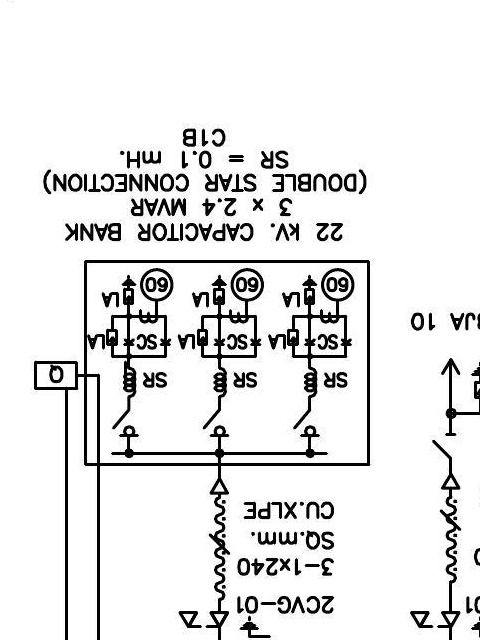 2CVG-01
3-1x240
SQ.mm.
CU.XLPE
SR SR SR
Q
SC LA SC LA SC LA
JA 10
60 LA 60 LA 60 LA
22 kV. CAPACITOR BANK
3 x 2.4 MVAR
(DOUBLE STAR CONNECTION)
SR = 0.1 mH.
C1B